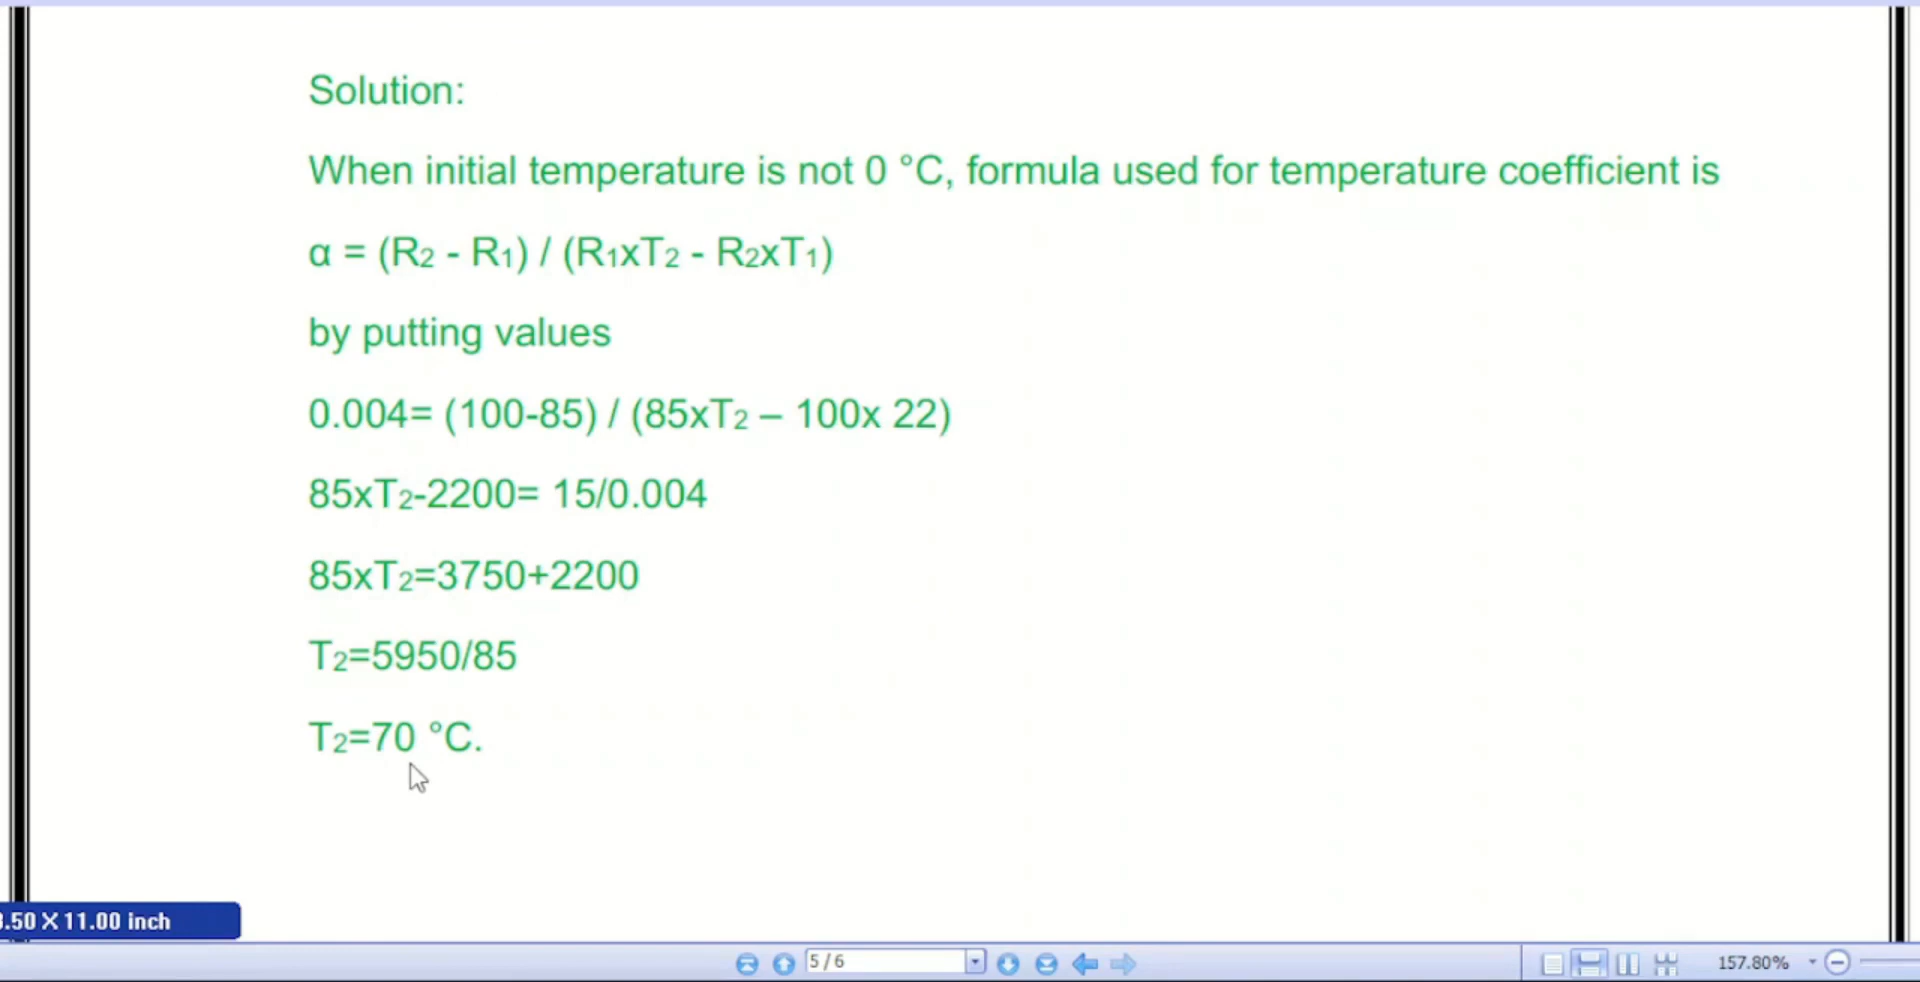 Solution:
When initial temperature is not 0 °C, formula used for temperature coefficient is
α = (R₂ - R₁) / (R₁xT₂ - R₂xT₁)
by putting values
0.004= (100-85) / (85xT₂ – 100x 22)
85xT₂-2200= 15/0.004
85xT₂=3750+2200
T₂=5950/85
T₂=70 °C.
.50 X 11.00 inch
5 / 6
157.80%